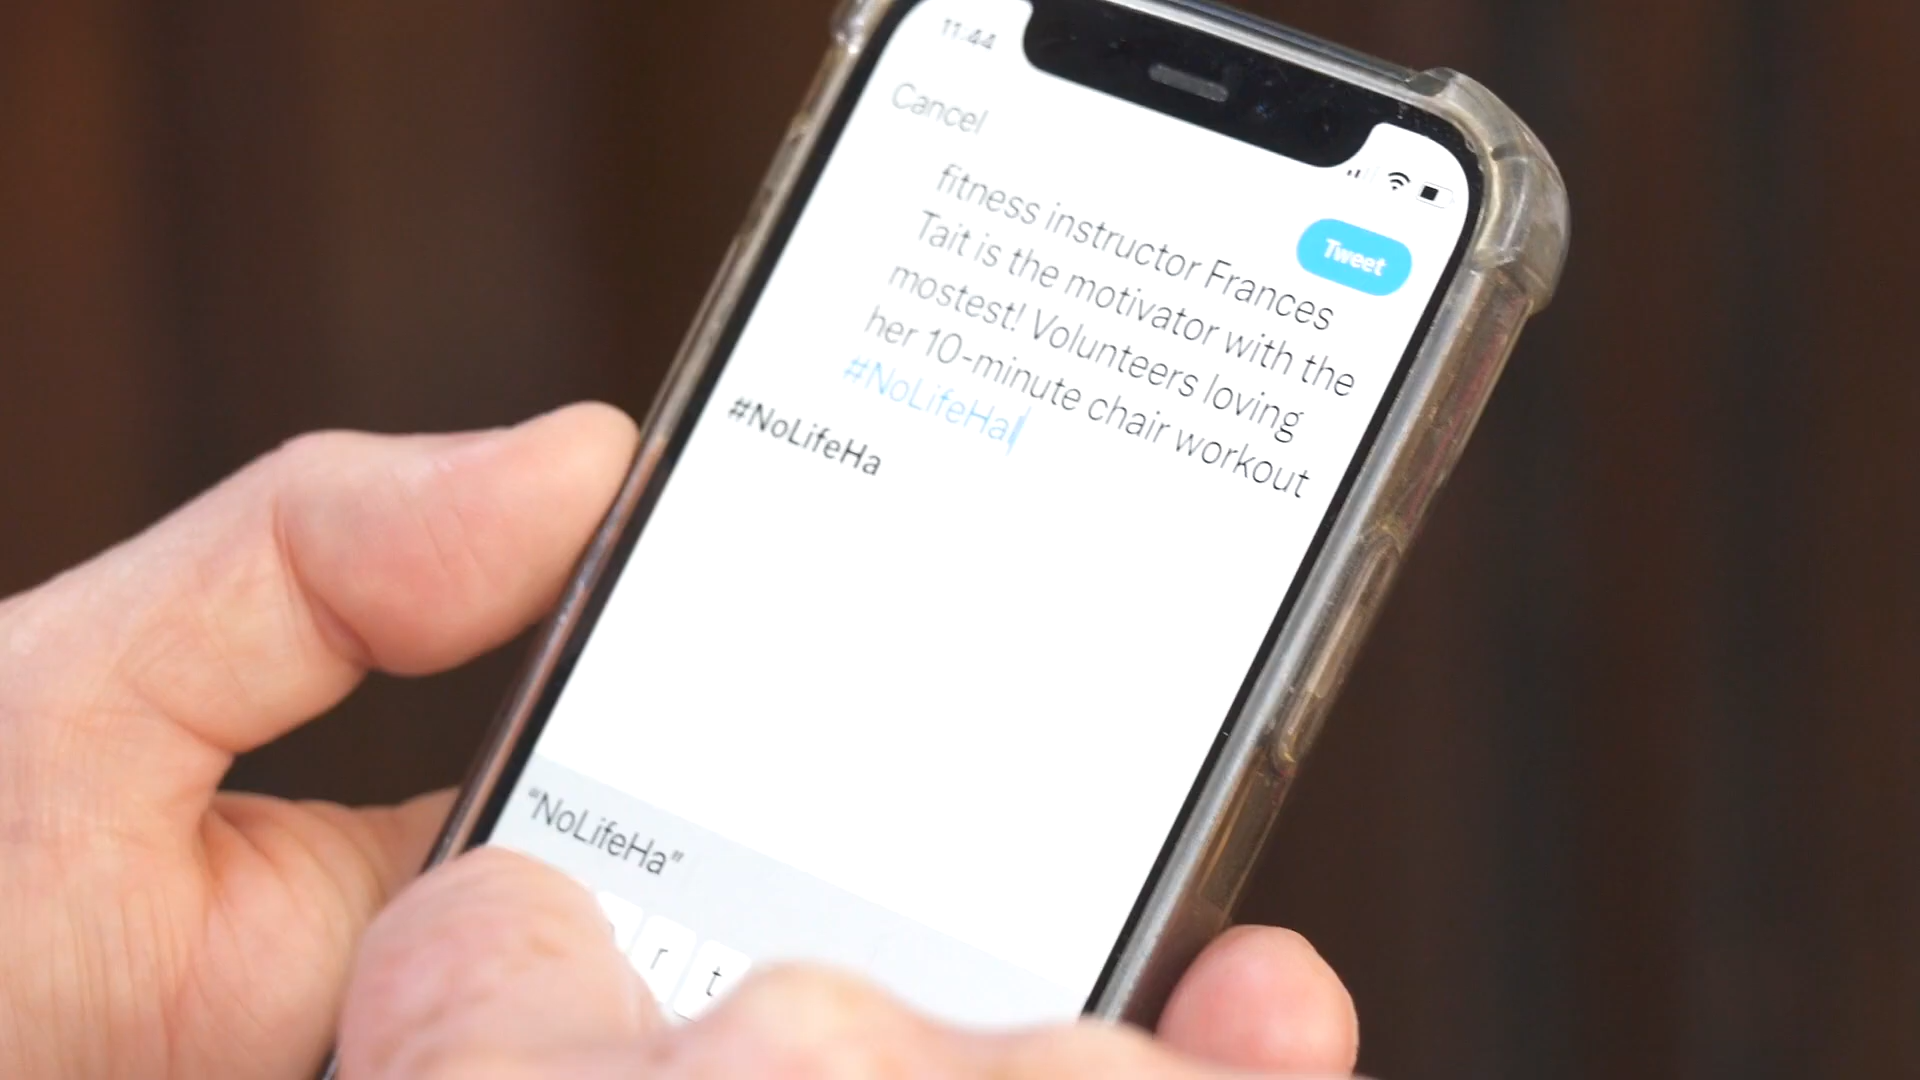 11:44
Cancel
Tweet
fitness instructor Frances
Tait is the motivator with the
mostest! Volunteers loving
her 10-minute chair workout
#NoLifeHa
#NoLifeHa
“NoLifeHa”
r t